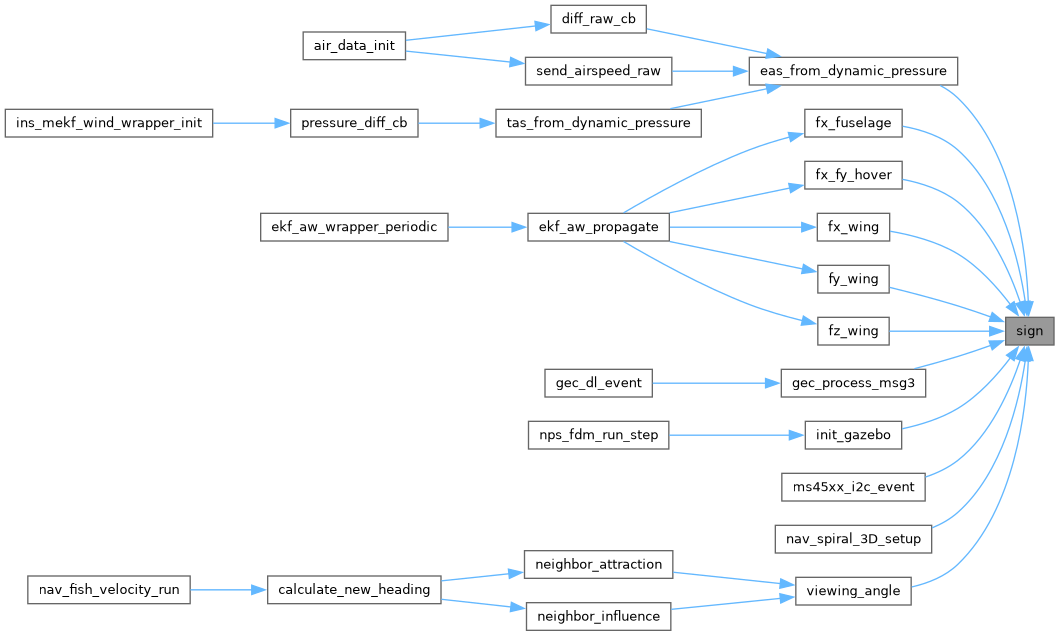 diff_raw_cb
air_data_init
send_airspeed_raw
eas_from_dynamic_pressure
ins_mekf_wind_wrapper_init
pressure_diff_cb
tas_from_dynamic_pressure
fx_fuselage
fx_fy_hover
ekf_aw_wrapper_periodic
ekf_aw_propagate
fx_wing
fy_wing
fz_wing
sign
gec_dl_event
gec_process_msg3
nps_fdm_run_step
init_gazebo
ms45xx_i2c_event
nav_spiral_3D_setup
neighbor_attraction
nav_fish_velocity_run
calculate_new_heading
viewing_angle
neighbor_influence